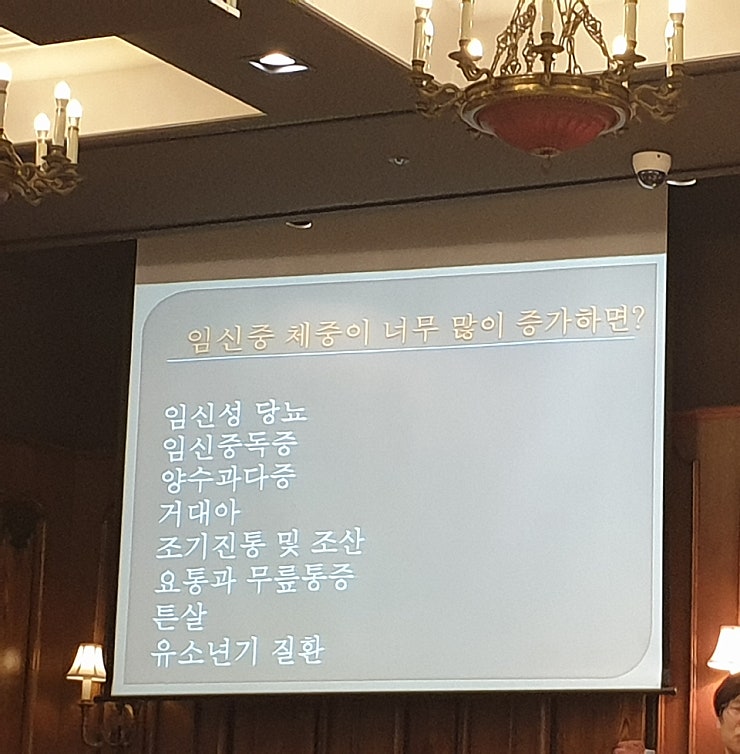 임신중 체중이 너무 많이 증가하면?
임신성 당뇨
임신중독증
양수과다증
거대아
조기진통 및 조산
요통과 무릎통증
튼살
유소년기 질환